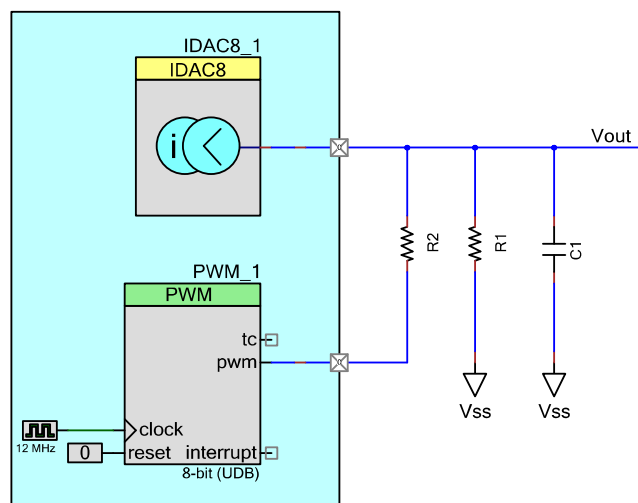 IDAC8_1
IDAC8
i
Vout
R2
R1
C1
PWM_1
PWM
tc
pwm
Vss
Vss
clock
12 MHz
0
reset
interrupt
8-bit (UDB)